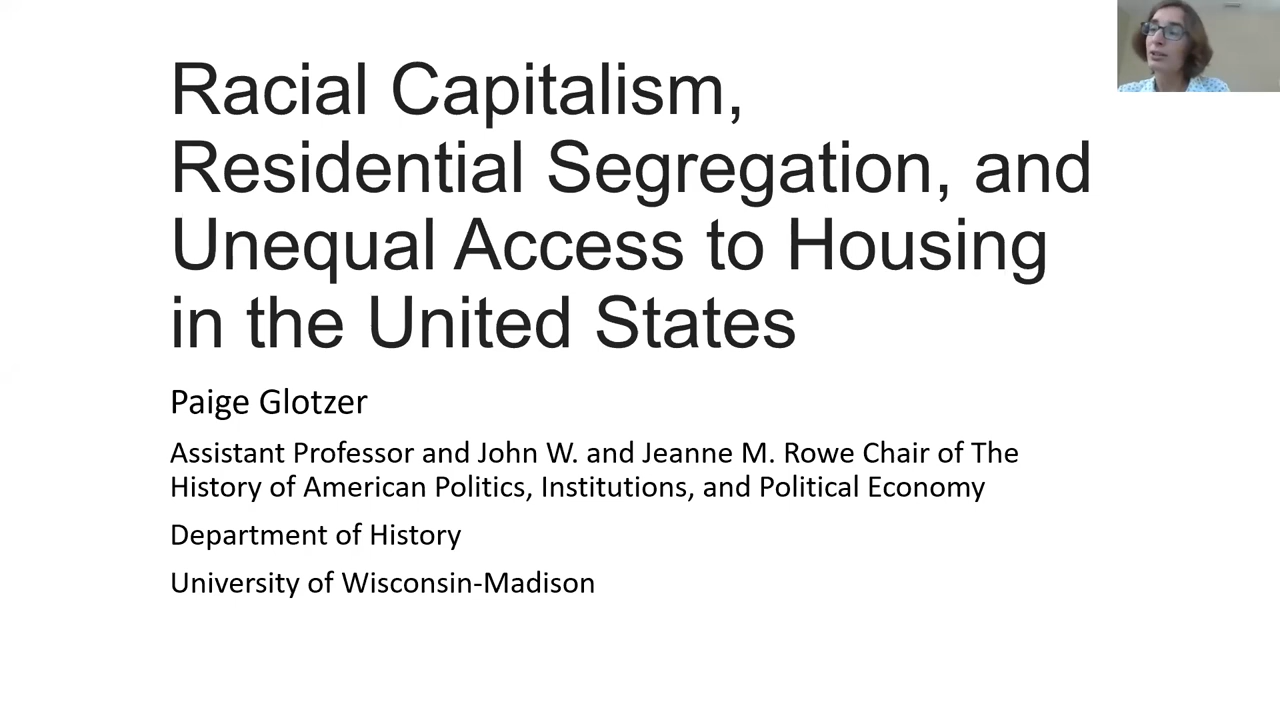 Racial Capitalism,
Residential Segregation, and
Unequal Access to Housing
in the United States
Paige Glotzer
Assistant Professor and John W. and Jeanne M. Rowe Chair of The
History of American Politics, Institutions, and Political Economy
Department of History
University of Wisconsin-Madison